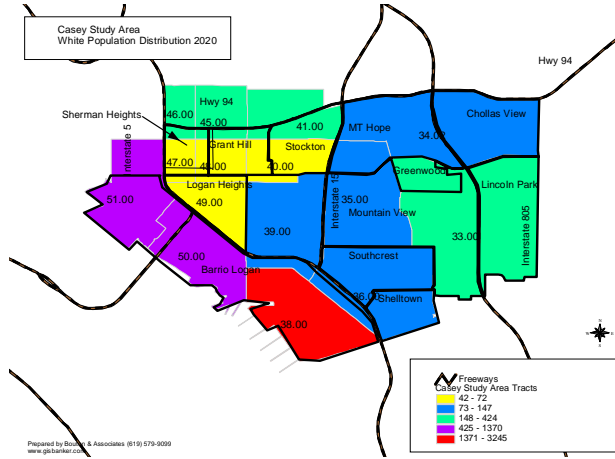 Casey Study Area
White Population Distribution 2020
Hwy 94
Hwy 94
46.00
45.00
Chollas View
Sherman Heights
Interstate 5
41.00
MT Hope
34.02
Grant Hill
Stockton
47.00
48.00
40.00
Greenwood
Logan Heights
Lincoln Park
51.00
49.00
35.00
Interstate 15
Mountain View
39.00
33.00
Interstate 805
50.00
Barrio Logan
Southcrest
36.00
Shelltown
38.00
Freeways
Casey Study Area Tracts
42 - 72
73 - 147
148 - 424
425 - 1370
1371 - 3245
Prepared by Bouton & Associates (619) 579-9099
www.gisbanker.com
N